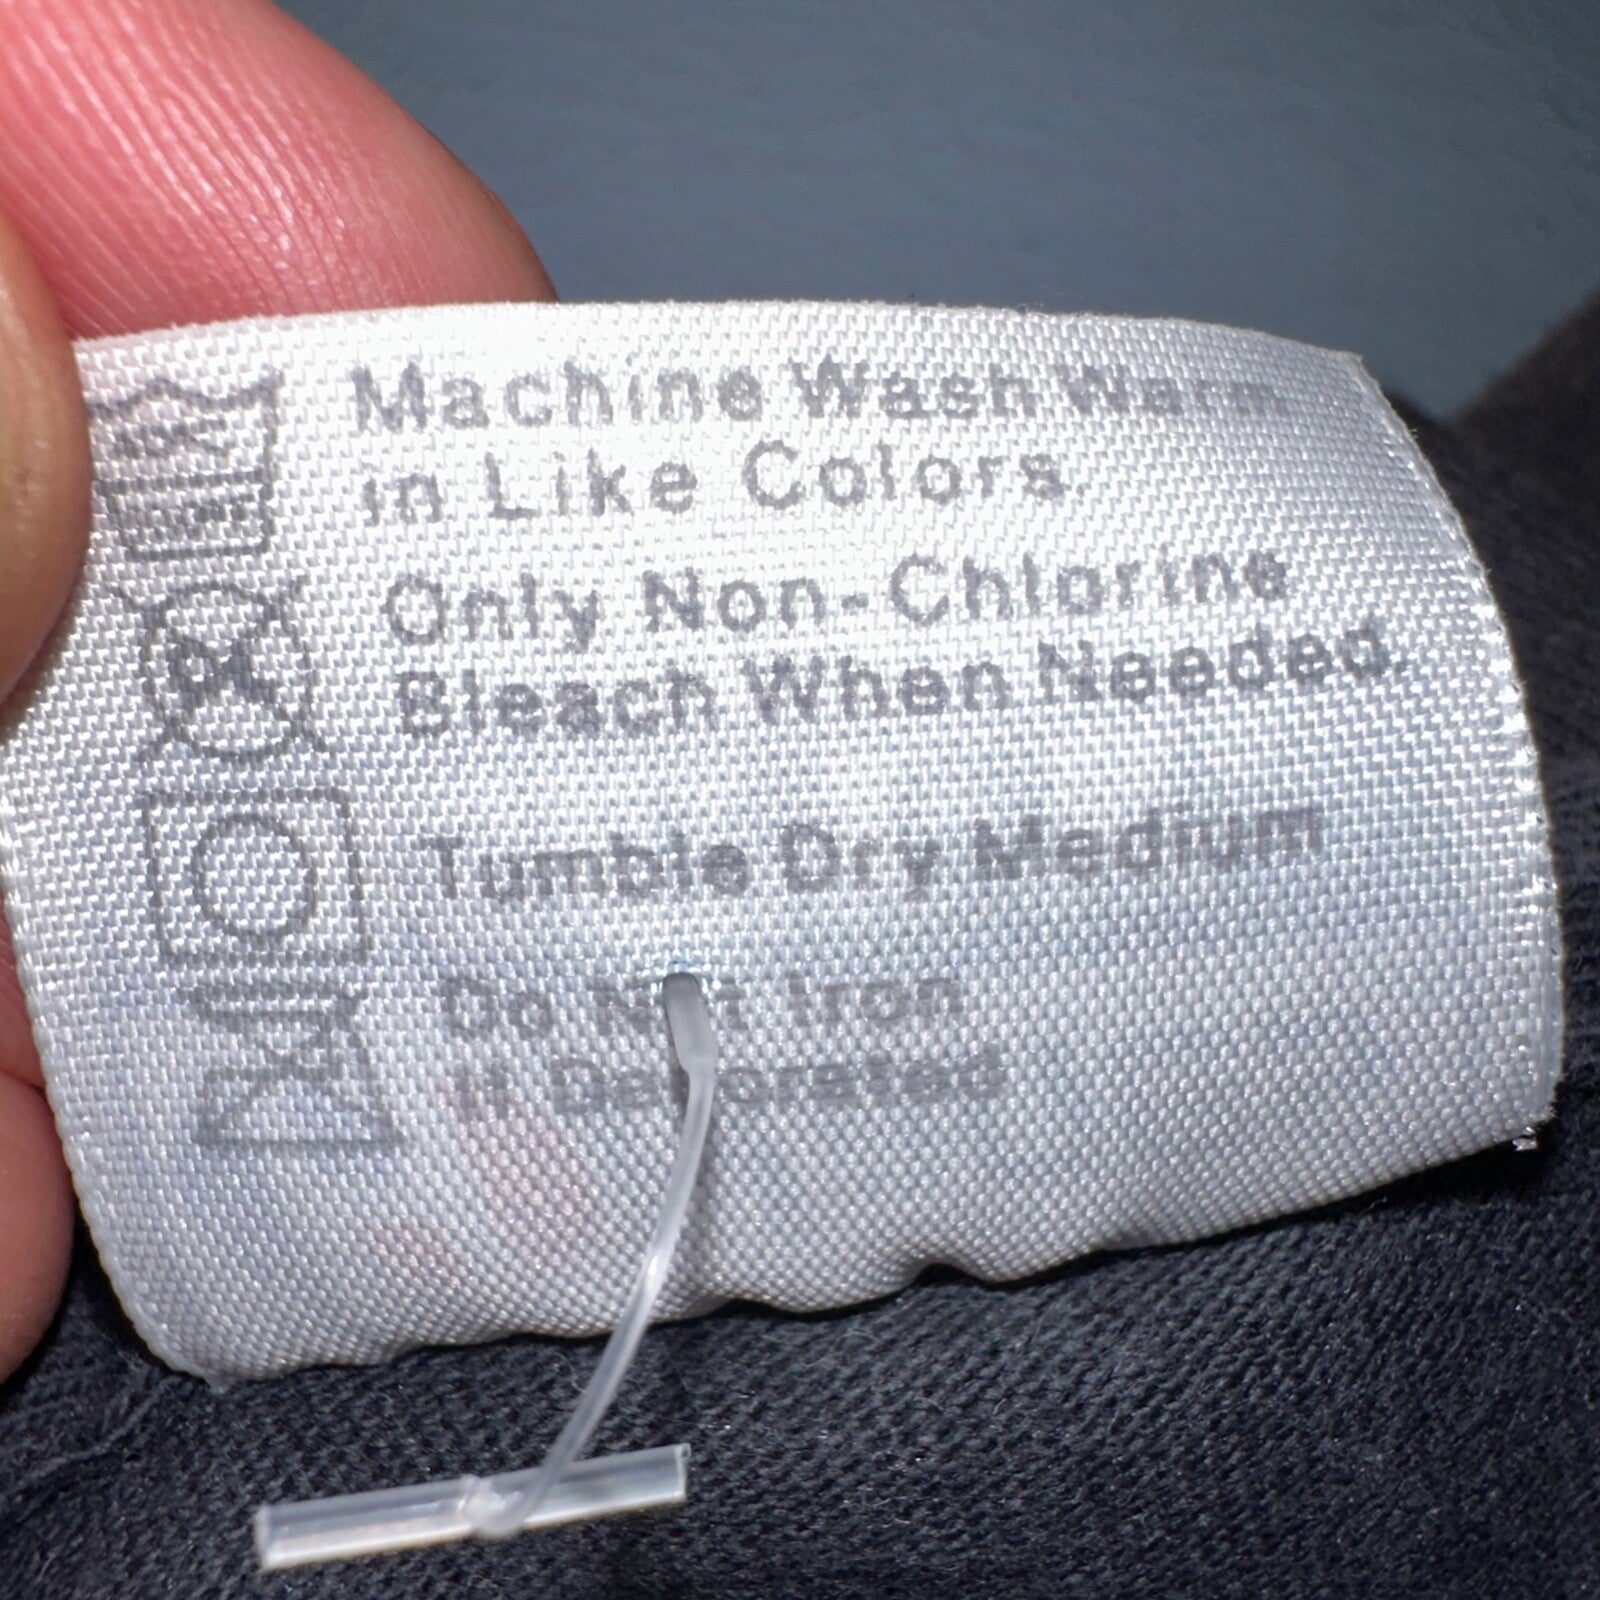 Machine Wash Warm
in Like Colors.
Only Non-Chlorine
Bleach When Needed.
Tumble Dry Medium
Do Not Iron
If Decorated